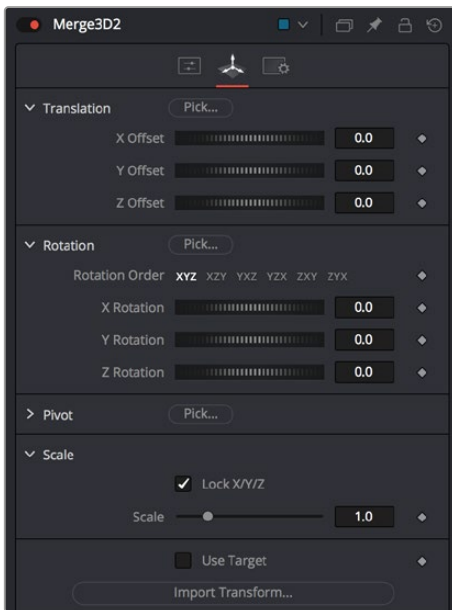 Merge3D2
Translation Pick...
X Offset 0.0
Y Offset 0.0
Z Offset 0.0
Rotation Pick...
Rotation Order XYZ XZY YXZ YZX ZXY ZYX
X Rotation 0.0
Y Rotation 0.0
Z Rotation 0.0
Pivot Pick...
Scale
Lock X/Y/Z
Scale 1.0
Use Target
Import Transform...